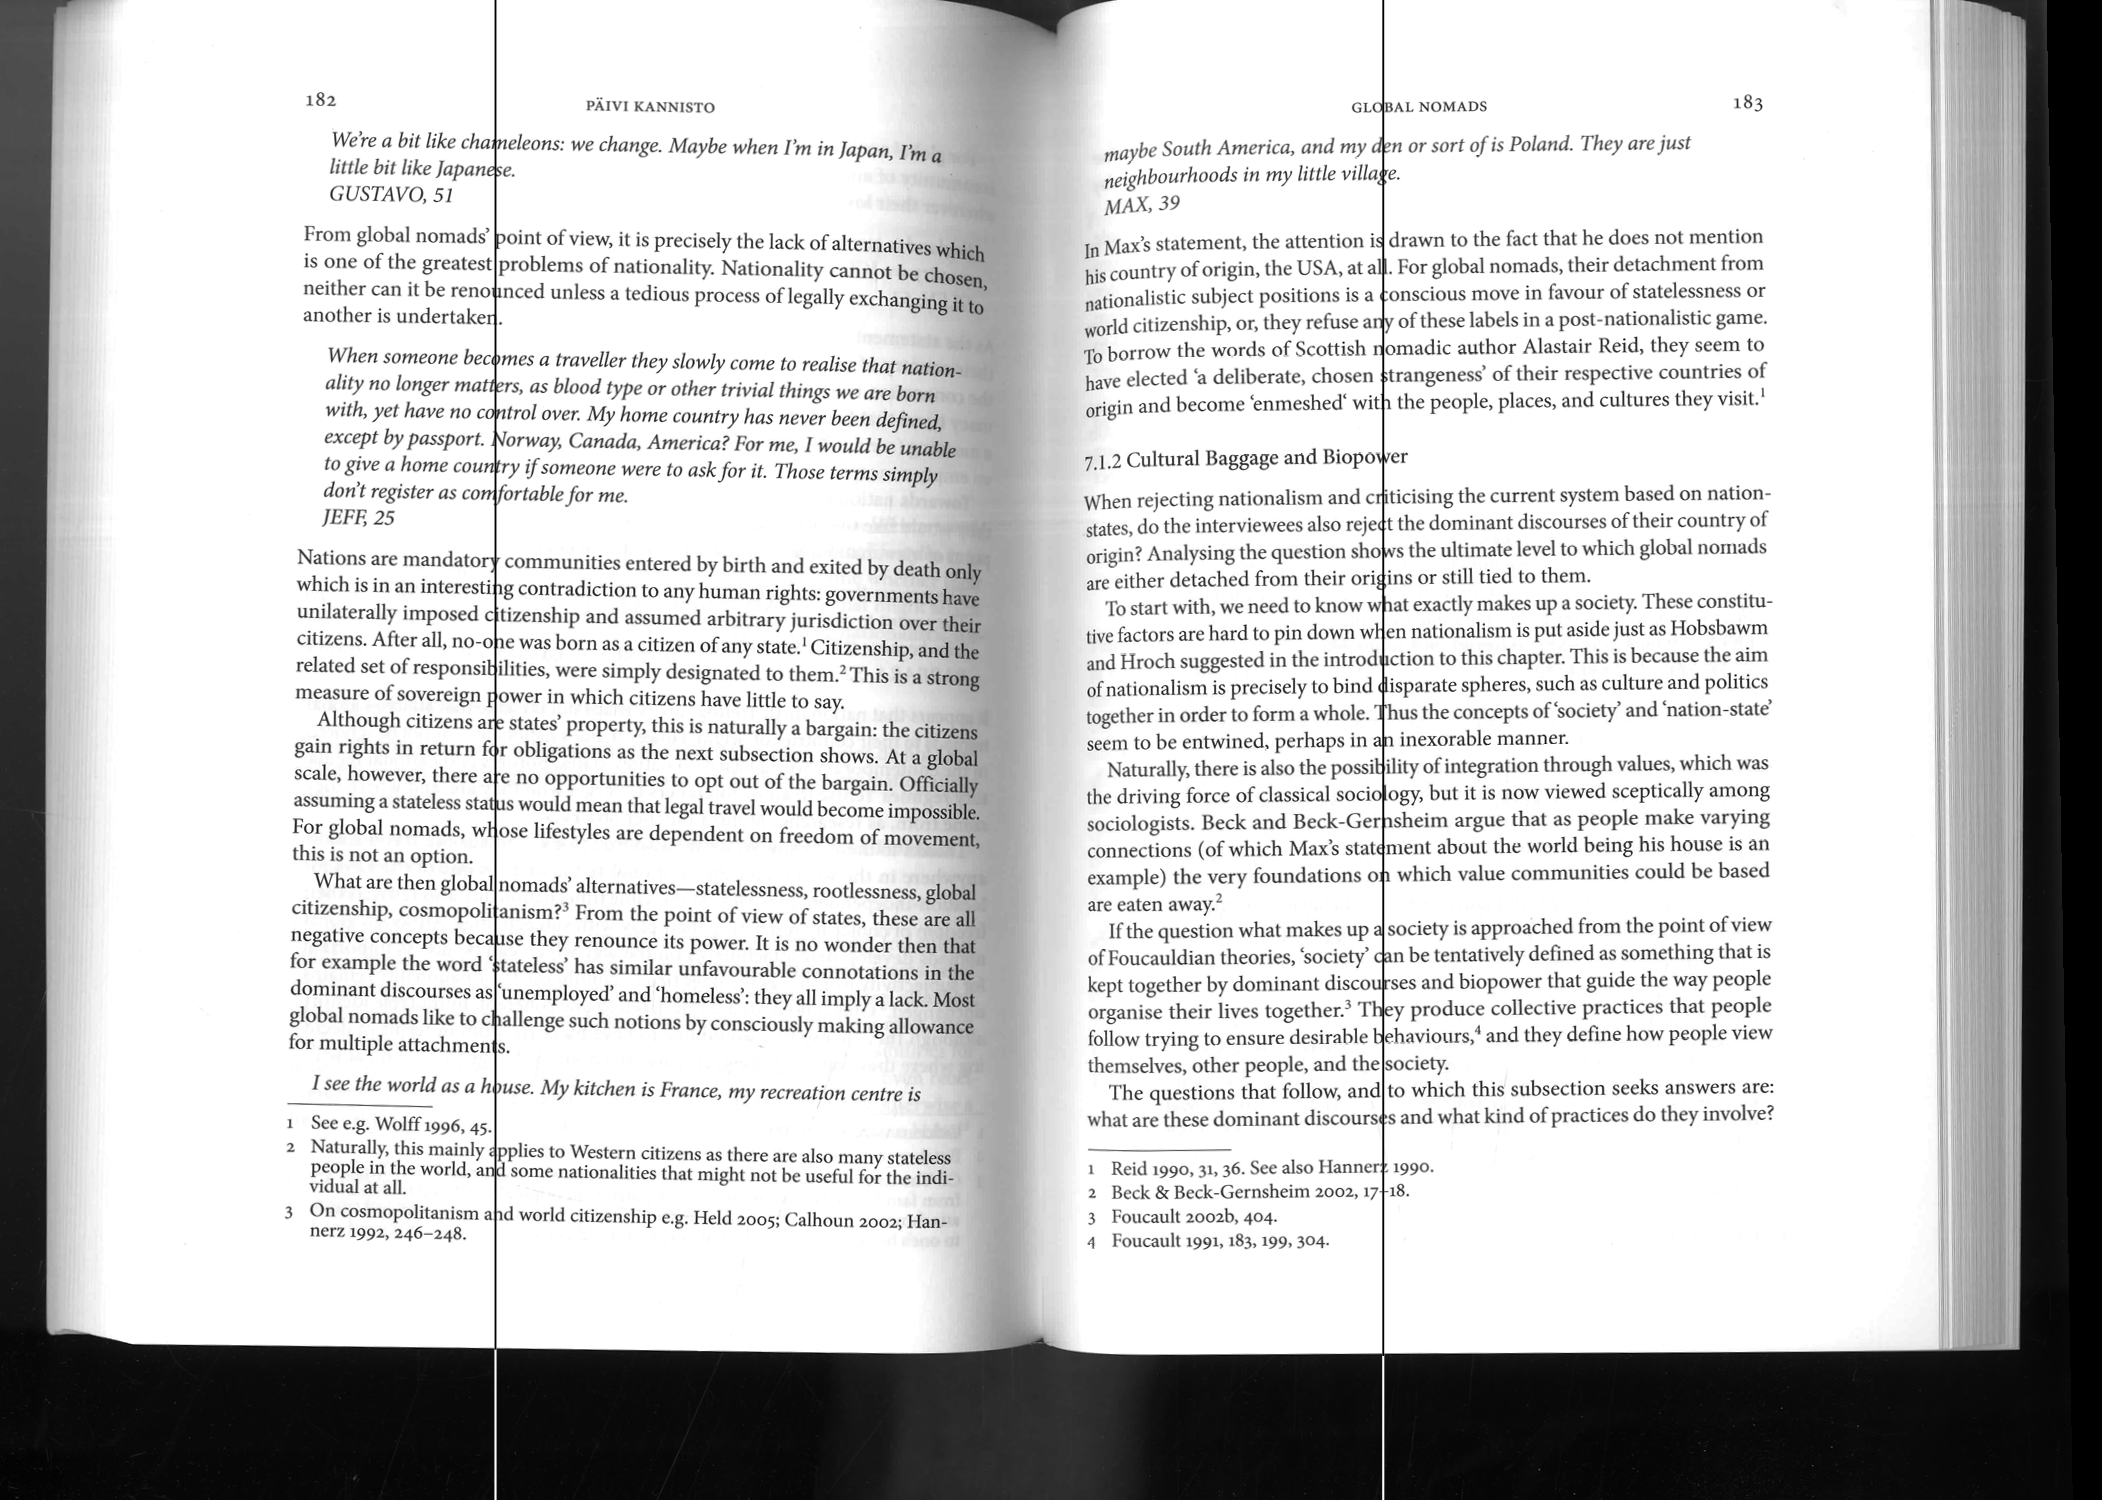 182
PÄIVI KANNISTO
We're a bit like chameleons: we change. Maybe when I'm in Japan, I'm a
little bit like Japanese.
GUSTAVO, 51
From global nomads' point of view, it is precisely the lack of alternatives which
is one of the greatest problems of nationality. Nationality cannot be chosen,
neither can it be renounced unless a tedious process of legally exchanging it to
another is undertaken.
When someone becomes a traveller they slowly come to realise that nation-
ality no longer matters, as blood type or other trivial things we are born
with, yet have no control over. My home country has never been defined,
except by passport. Norway, Canada, America? For me, I would be unable
to give a home country if someone were to ask for it. Those terms simply
don't register as comfortable for me.
JEFF, 25
Nations are mandatory communities entered by birth and exited by death only
which is in an interesting contradiction to any human rights: governments have
unilaterally imposed citizenship and assumed arbitrary jurisdiction over their
citizens. After all, no-one was born as a citizen of any state.¹ Citizenship, and the
related set of responsibilities, were simply designated to them.² This is a strong
measure of sovereign power in which citizens have little to say.
Although citizens are states' property, this is naturally a bargain: the citizens
gain rights in return for obligations as the next subsection shows. At a global
scale, however, there are no opportunities to opt out of the bargain. Officially
assuming a stateless status would mean that legal travel would become impossible.
For global nomads, whose lifestyles are dependent on freedom of movement,
this is not an option.
What are then global nomads' alternatives—statelessness, rootlessness, global
citizenship, cosmopolitanism?³ From the point of view of states, these are all
negative concepts because they renounce its power. It is no wonder then that
for example the word 'stateless' has similar unfavourable connotations in the
dominant discourses as 'unemployed' and 'homeless': they all imply a lack. Most
global nomads like to challenge such notions by consciously making allowance
for multiple attachments.
I see the world as a house. My kitchen is France, my recreation centre is
1 See e.g. Wolff 1996, 45.
2 Naturally, this mainly applies to Western citizens as there are also many stateless
people in the world, and some nationalities that might not be useful for the indi-
vidual at all.
3 On cosmopolitanism and world citizenship e.g. Held 2005; Calhoun 2002; Han-
nerz 1992, 246–248.
GLOBAL NOMADS
183
maybe South America, and my den or sort of is Poland. They are just
neighbourhoods in my little village.
MAX, 39
In Max's statement, the attention is drawn to the fact that he does not mention
his country of origin, the USA, at all. For global nomads, their detachment from
nationalistic subject positions is a conscious move in favour of statelessness or
world citizenship, or, they refuse any of these labels in a post-nationalistic game.
To borrow the words of Scottish nomadic author Alastair Reid, they seem to
have elected 'a deliberate, chosen strangeness' of their respective countries of
origin and become 'enmeshed' with the people, places, and cultures they visit.¹
7.1.2 Cultural Baggage and Biopower
When rejecting nationalism and criticising the current system based on nation-
states, do the interviewees also reject the dominant discourses of their country of
origin? Analysing the question shows the ultimate level to which global nomads
are either detached from their origins or still tied to them.
To start with, we need to know what exactly makes up a society. These constitu-
tive factors are hard to pin down when nationalism is put aside just as Hobsbawm
and Hroch suggested in the introduction to this chapter. This is because the aim
of nationalism is precisely to bind disparate spheres, such as culture and politics
together in order to form a whole. Thus the concepts of 'society' and 'nation-state'
seem to be entwined, perhaps in an inexorable manner.
Naturally, there is also the possibility of integration through values, which was
the driving force of classical sociology, but it is now viewed sceptically among
sociologists. Beck and Beck-Gernsheim argue that as people make varying
connections (of which Max's statement about the world being his house is an
example) the very foundations on which value communities could be based
are eaten away.²
If the question what makes up a society is approached from the point of view
of Foucauldian theories, 'society' can be tentatively defined as something that is
kept together by dominant discourses and biopower that guide the way people
organise their lives together.³ They produce collective practices that people
follow trying to ensure desirable behaviours,⁴ and they define how people view
themselves, other people, and the society.
The questions that follow, and to which this subsection seeks answers are:
what are these dominant discourses and what kind of practices do they involve?
1 Reid 1990, 31, 36. See also Hannerz 1990.
2 Beck & Beck-Gernsheim 2002, 17–18.
3 Foucault 2002b, 404.
4 Foucault 1991, 183, 199, 304.